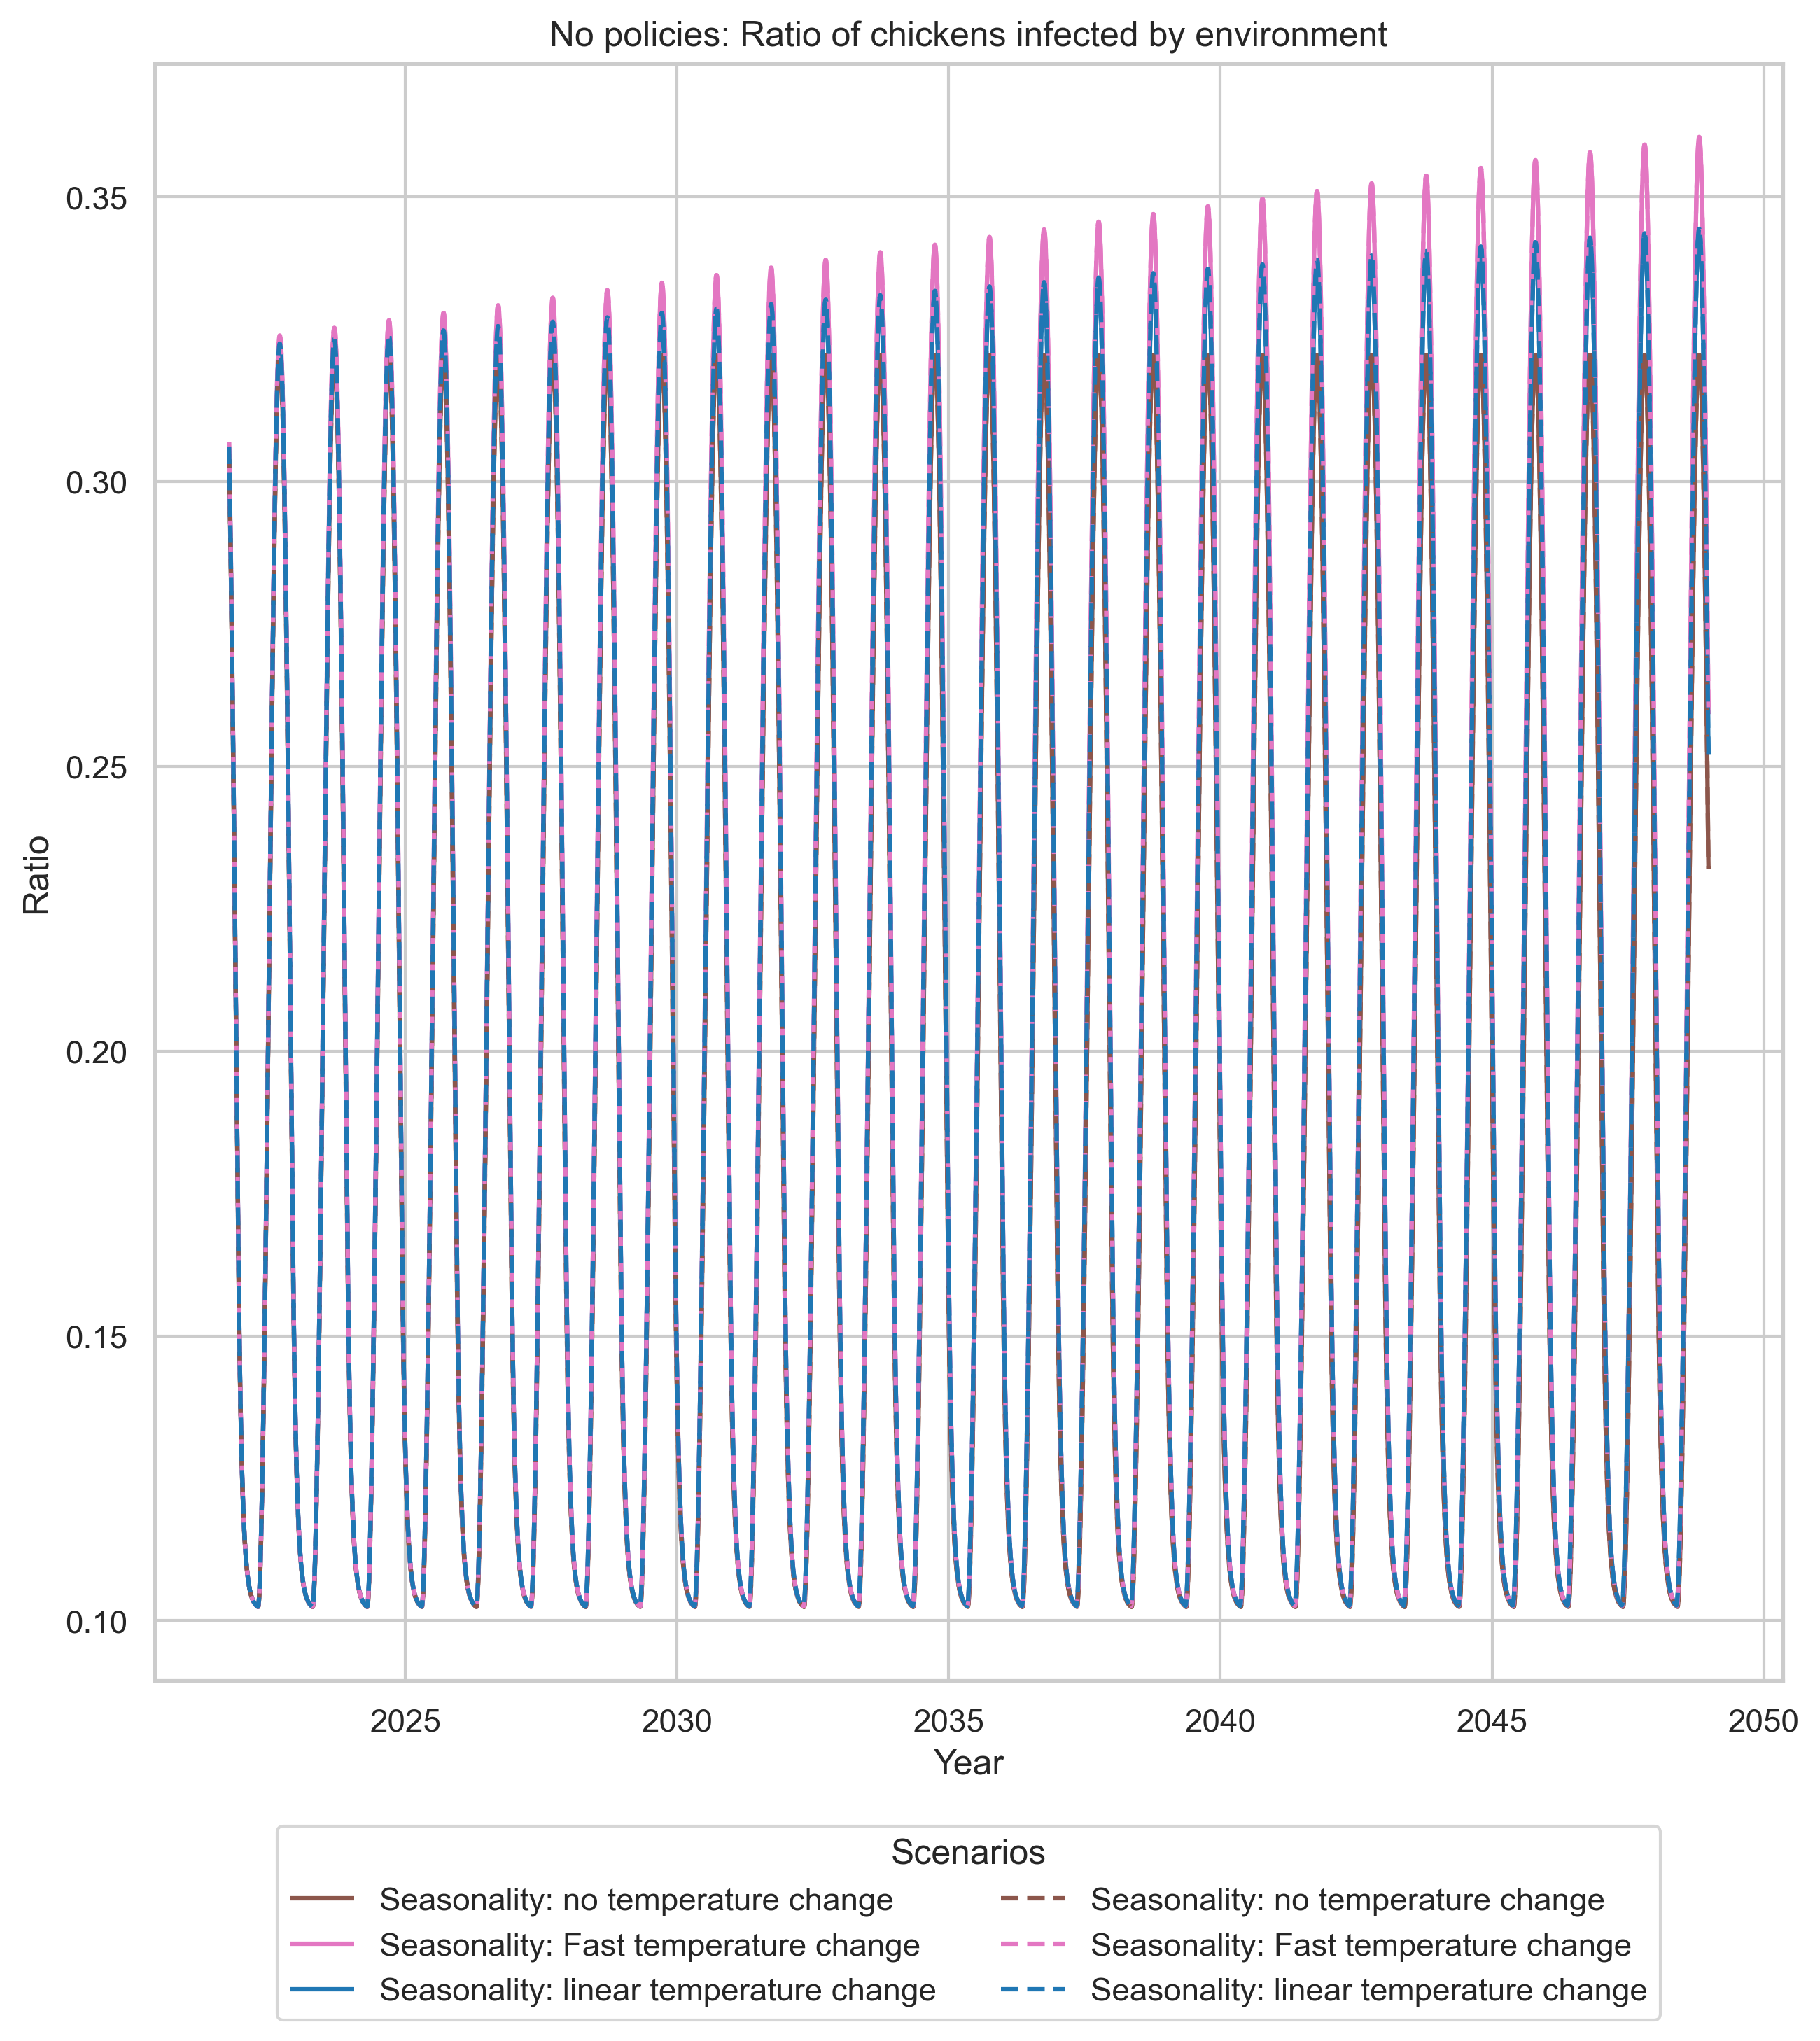 No policies: Ratio of chickens infected by environment
0.35
0.30
0.25
0.20
0.15
0.10
Ratio
2025 2030 2035 2040 2045 2050
Year
Scenarios
Seasonality: no temperature change Seasonality: no temperature change
Seasonality: Fast temperature change Seasonality: Fast temperature change
Seasonality: linear temperature change Seasonality: linear temperature change